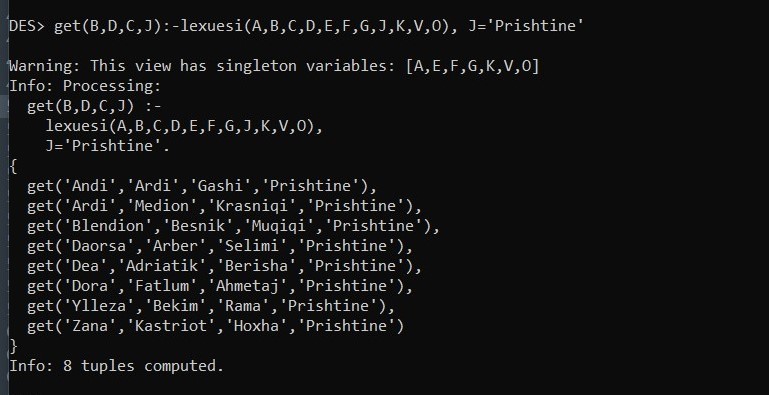 DES> get(B,D,C,J):-lexuesi(A,B,C,D,E,F,G,J,K,V,O), J='Prishtine'
Warning: This view has singleton variables: [A,E,F,G,K,V,O]
Info: Processing:
get(B,D,C,J) :-
lexuesi(A,B,C,D,E,F,G,J,K,V,O),
J='Prishtine'.
{
get('Andi','Ardi','Gashi','Prishtine'),
get('Ardi','Medion','Krasniqi','Prishtine'),
get('Blendion','Besnik','Muqiqi','Prishtine'),
get('Daorsa','Arber','Selimi','Prishtine'),
get('Dea','Adriatik','Berisha','Prishtine'),
get('Dora','Fatlum','Ahmetaj','Prishtine'),
get('Ylleza','Bekim','Rama','Prishtine'),
get('Zana','Kastriot','Hoxha','Prishtine')
}
Info: 8 tuples computed.